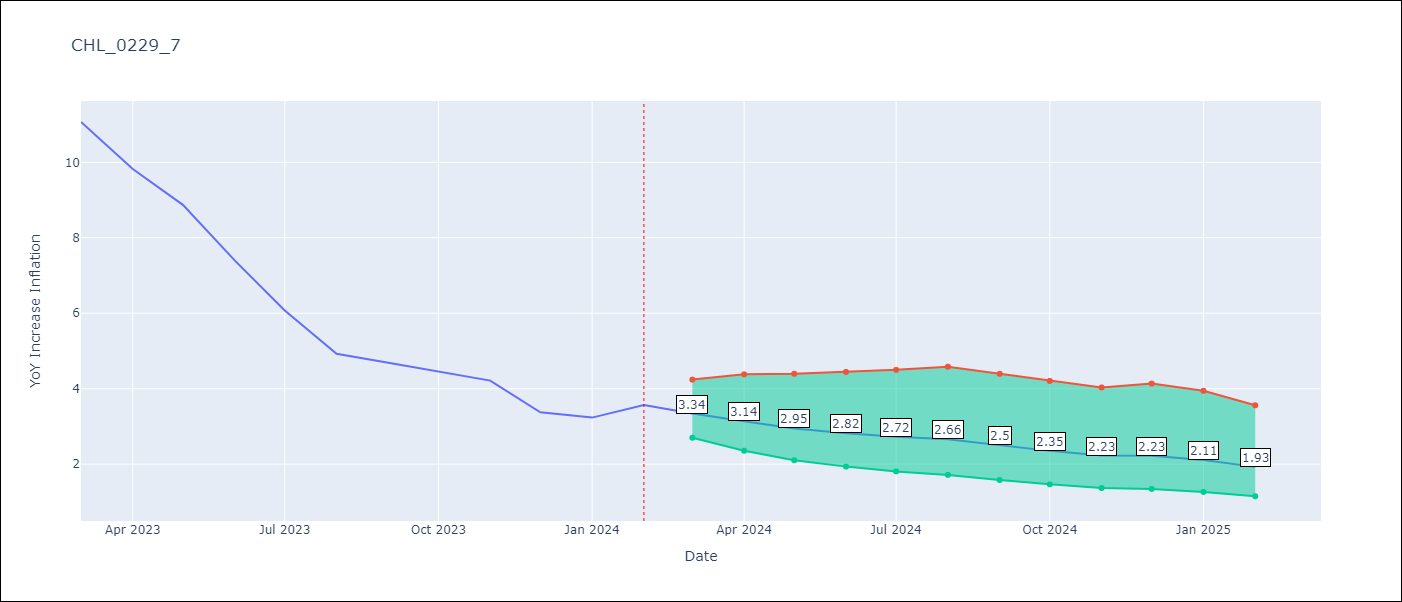 CHL_0229_7
YoY Increase Inflation
10
8
6
4
2
3.34
3.14
2.95
2.82
2.72
2.66
2.5
2.35
2.23
2.23
2.11
1.93
Apr 2023
Jul 2023
Oct 2023
Jan 2024
Apr 2024
Jul 2024
Oct 2024
Jan 2025
Date